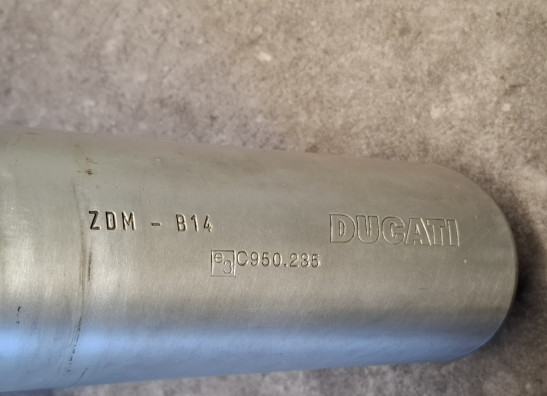 ZDM - B14
DUCATI
e3 C950.235